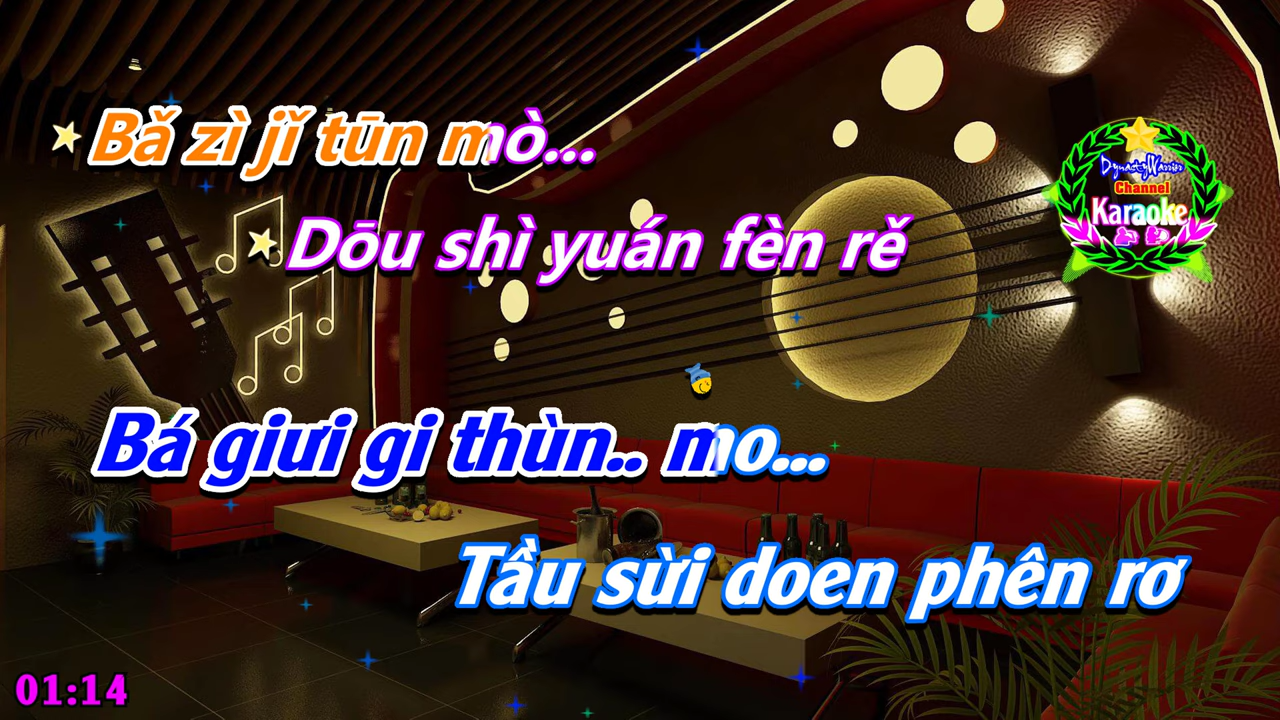 Bǎ zì jǐ tūn mò...
Dōu shì yuán fèn rě
DynastyWarrior
Channel
Karaoke
Bá giưi gi thùn.. mo...
Tầu sừi doen phên rơ
01:14